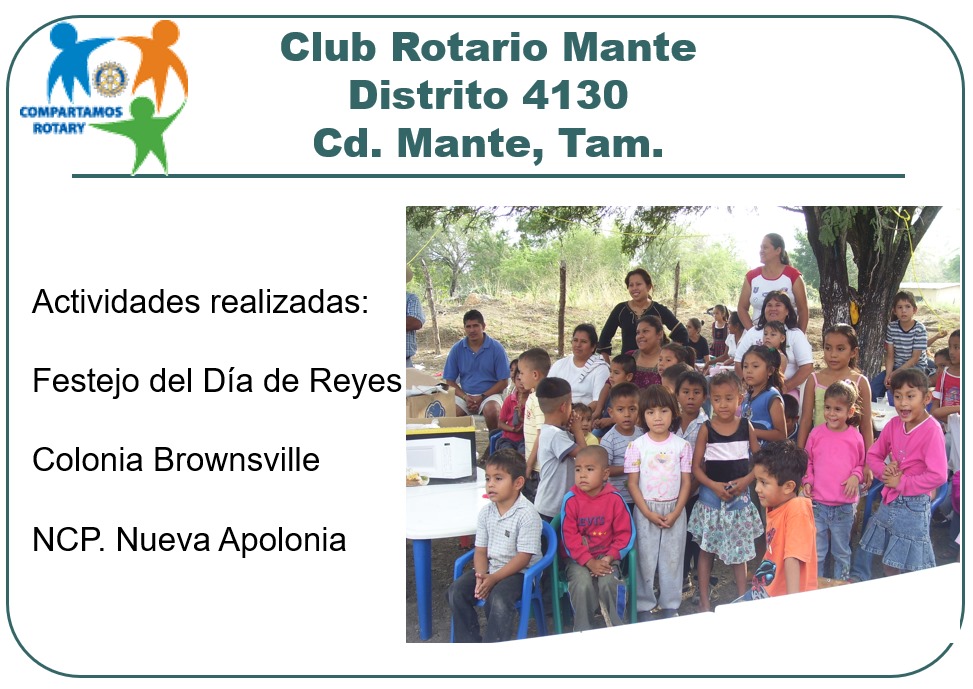 COMPARTAMOS
ROTARY
Club Rotario Mante
Distrito 4130
Cd. Mante, Tam.
Actividades realizadas:
Festejo del Día de Reyes
Colonia Brownsville
NCP. Nueva Apolonia